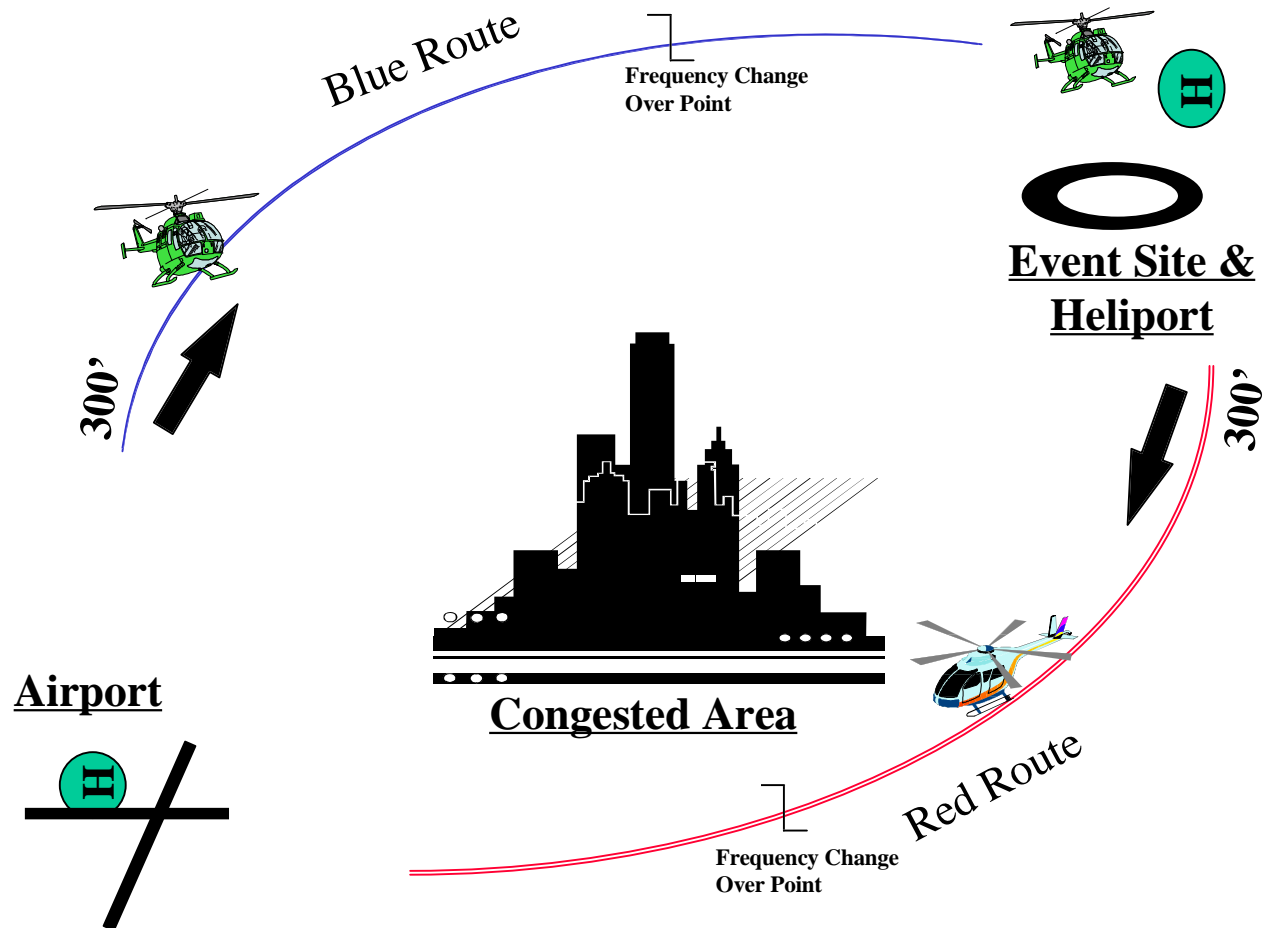 Blue Route
Frequency Change
Over Point
H
Event Site &
Heliport
300’
300’
Airport
H
Congested Area
Red Route
Frequency Change
Over Point